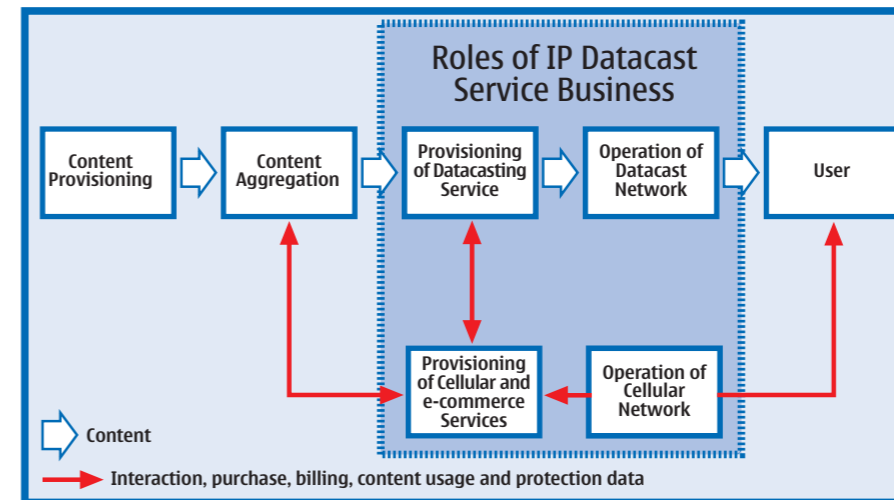 Roles of IP Datacast
Service Business
Content
Provisioning
Content
Aggregation
Provisioning
of Datacasting
Service
Operation of
Datacast
Network
User
Provisioning
of Cellular and
e-commerce
Services
Operation of
Cellular
Network
Content
Interaction, purchase, billing, content usage and protection data